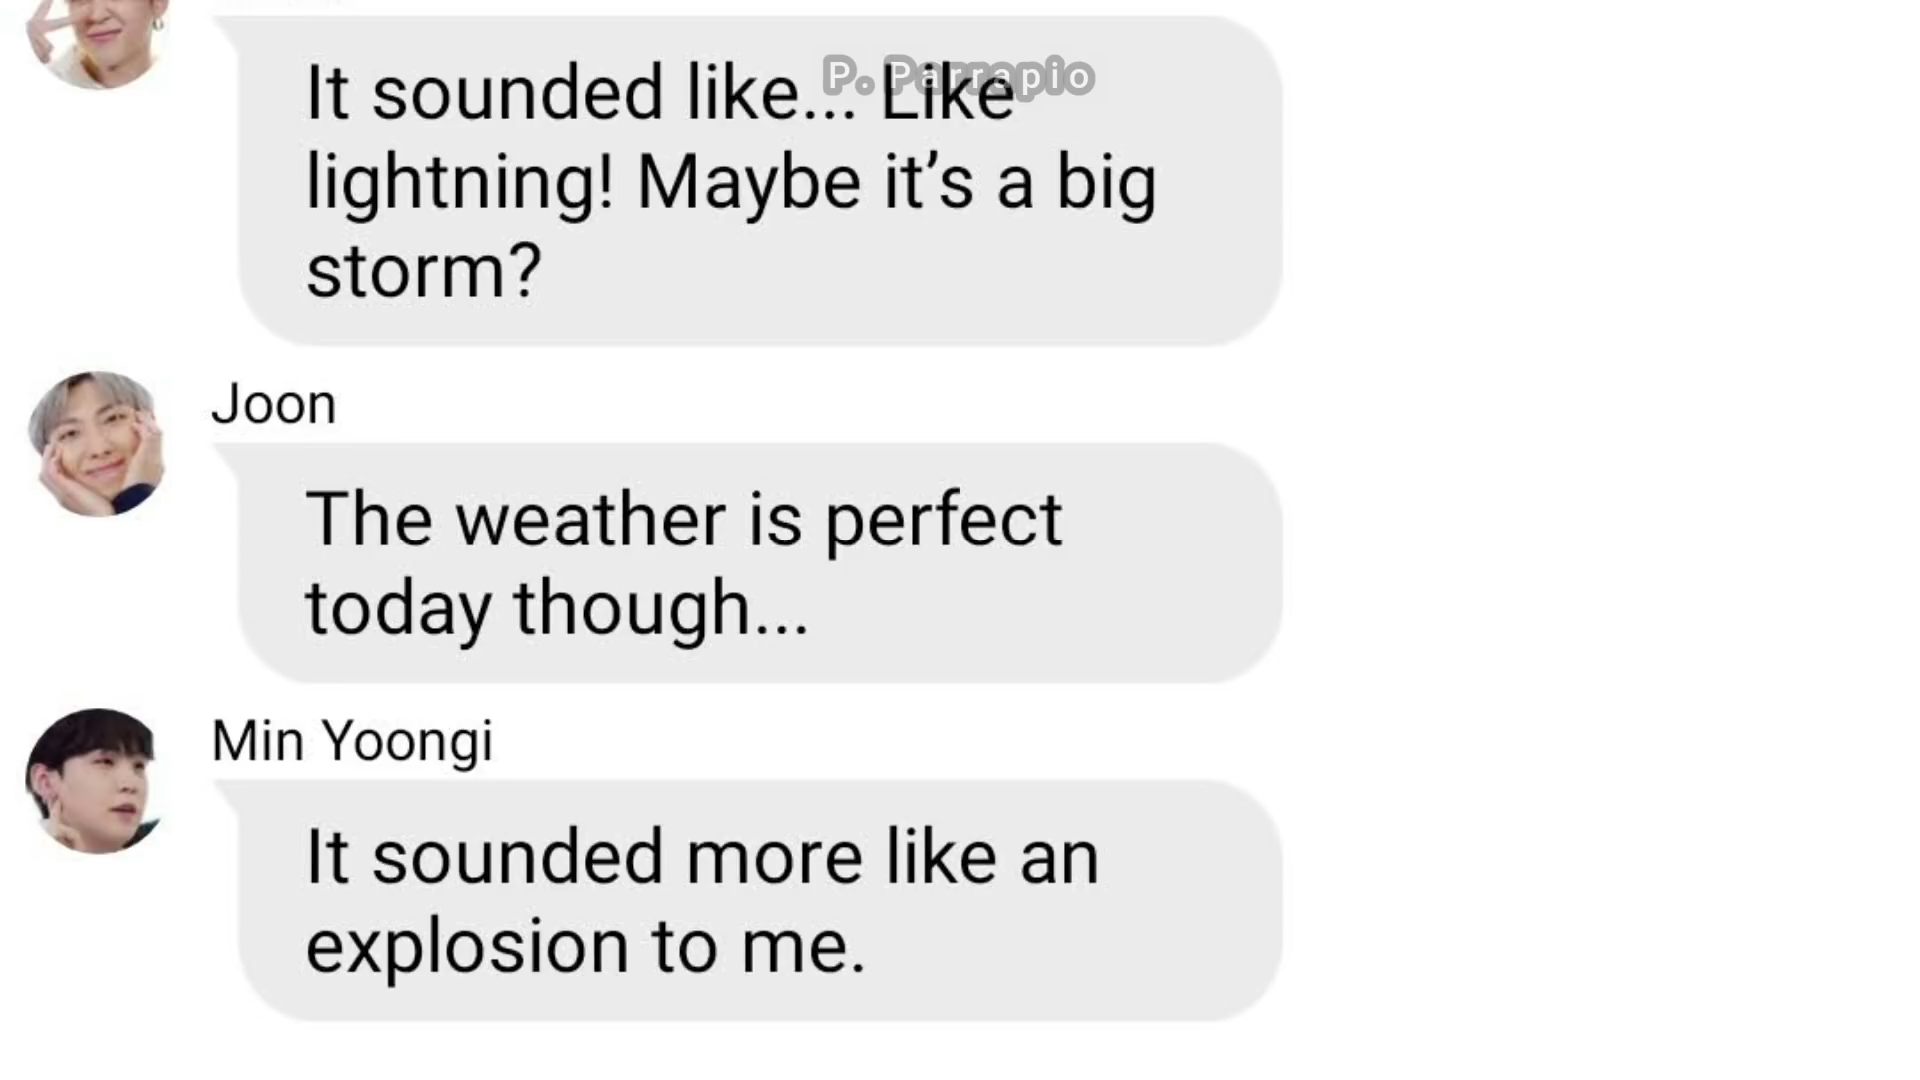 P. Parrapio
It sounded like... Like
lightning! Maybe it’s a big
storm?
Joon
The weather is perfect
today though...
Min Yoongi
It sounded more like an
explosion to me.